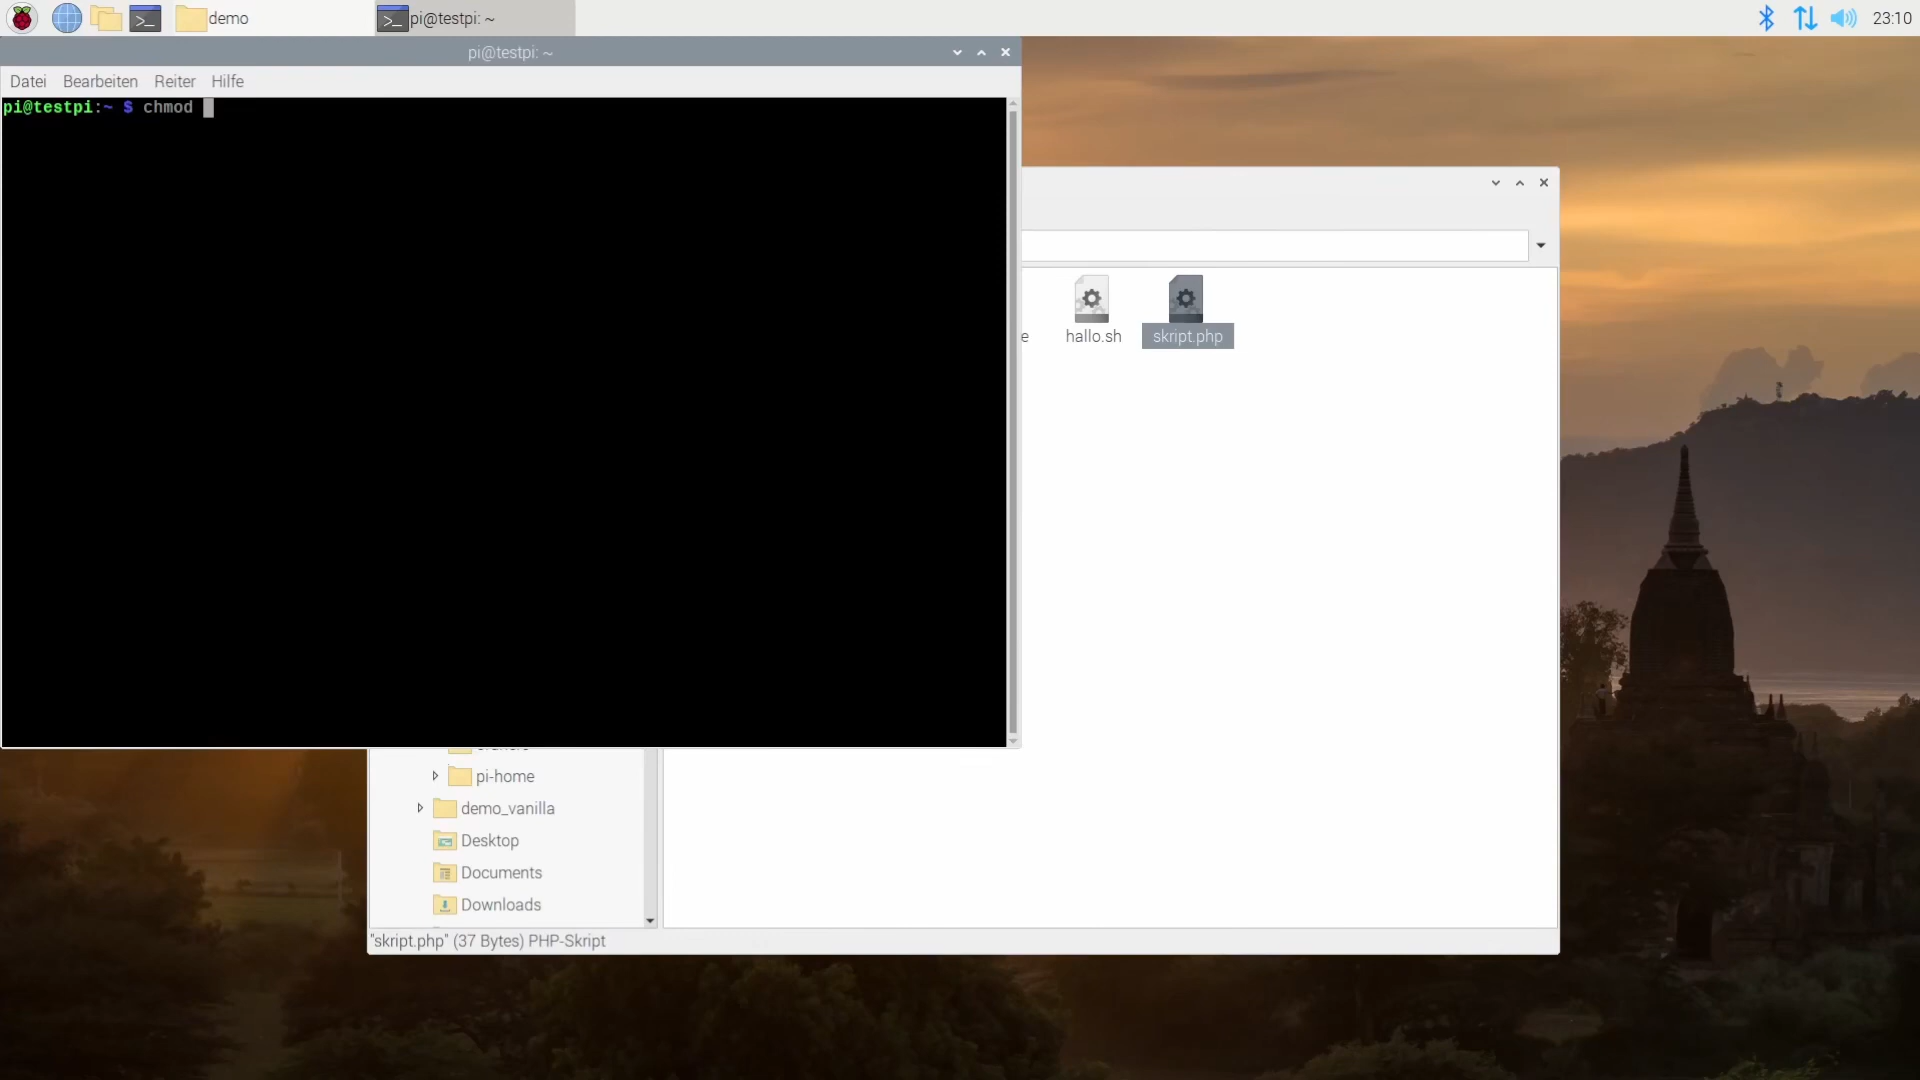 demo
pi@testpi: ~
23:10
pi@testpi: ~
Datei Bearbeiten Reiter Hilfe
pi@testpi:~ $ chmod
e
hallo.sh
skript.php
pi-home
demo_vanilla
Desktop
Documents
Downloads
"skript.php" (37 Bytes) PHP-Skript